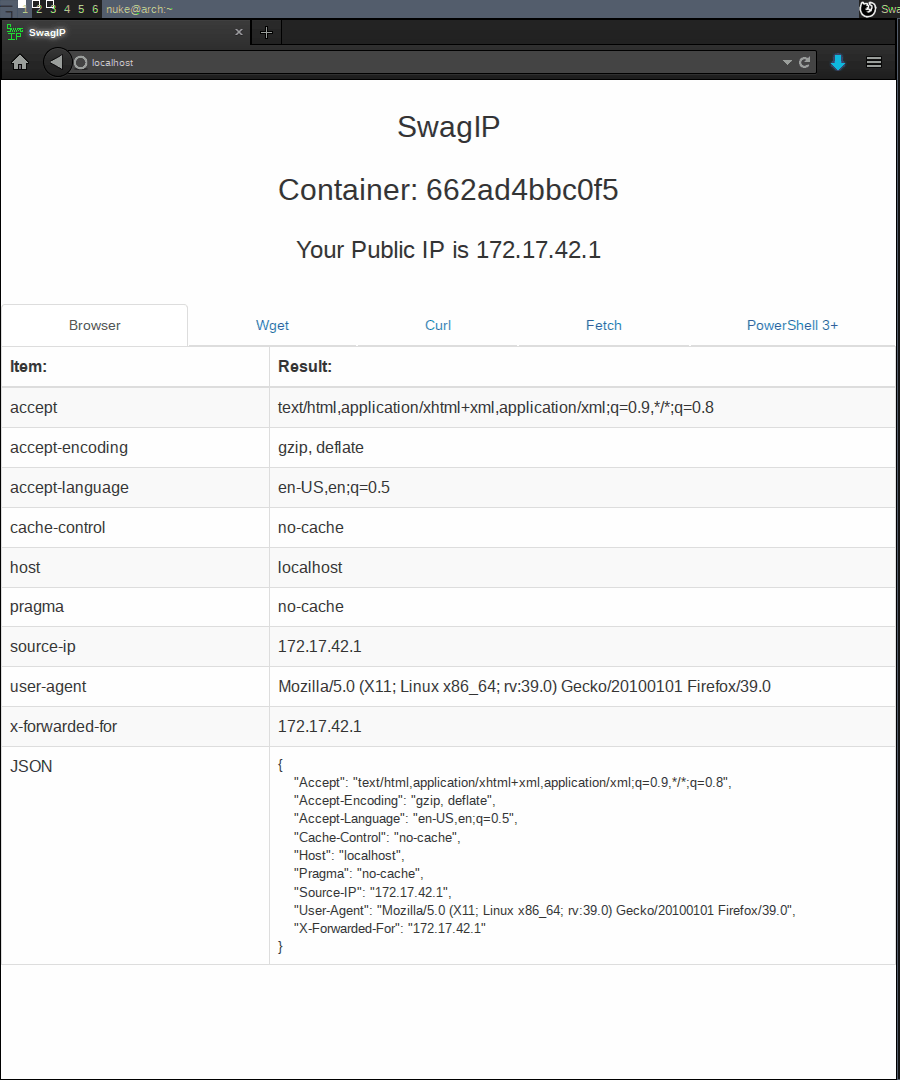 1 2 3 4 5 6 nuke@arch:~ Swa
SwagIP
localhost
SwagIP
Container: 662ad4bbc0f5
Your Public IP is 172.17.42.1
Browser Wget Curl Fetch PowerShell 3+
Item: Result:
accept text/html,application/xhtml+xml,application/xml;q=0.9,*/*;q=0.8
accept-encoding gzip, deflate
accept-language en-US,en;q=0.5
cache-control no-cache
host localhost
pragma no-cache
source-ip 172.17.42.1
user-agent Mozilla/5.0 (X11; Linux x86_64; rv:39.0) Gecko/20100101 Firefox/39.0
x-forwarded-for 172.17.42.1
JSON {
"Accept": "text/html,application/xhtml+xml,application/xml;q=0.9,*/*;q=0.8",
"Accept-Encoding": "gzip, deflate",
"Accept-Language": "en-US,en;q=0.5",
"Cache-Control": "no-cache",
"Host": "localhost",
"Pragma": "no-cache",
"Source-IP": "172.17.42.1",
"User-Agent": "Mozilla/5.0 (X11; Linux x86_64; rv:39.0) Gecko/20100101 Firefox/39.0",
"X-Forwarded-For": "172.17.42.1"
}